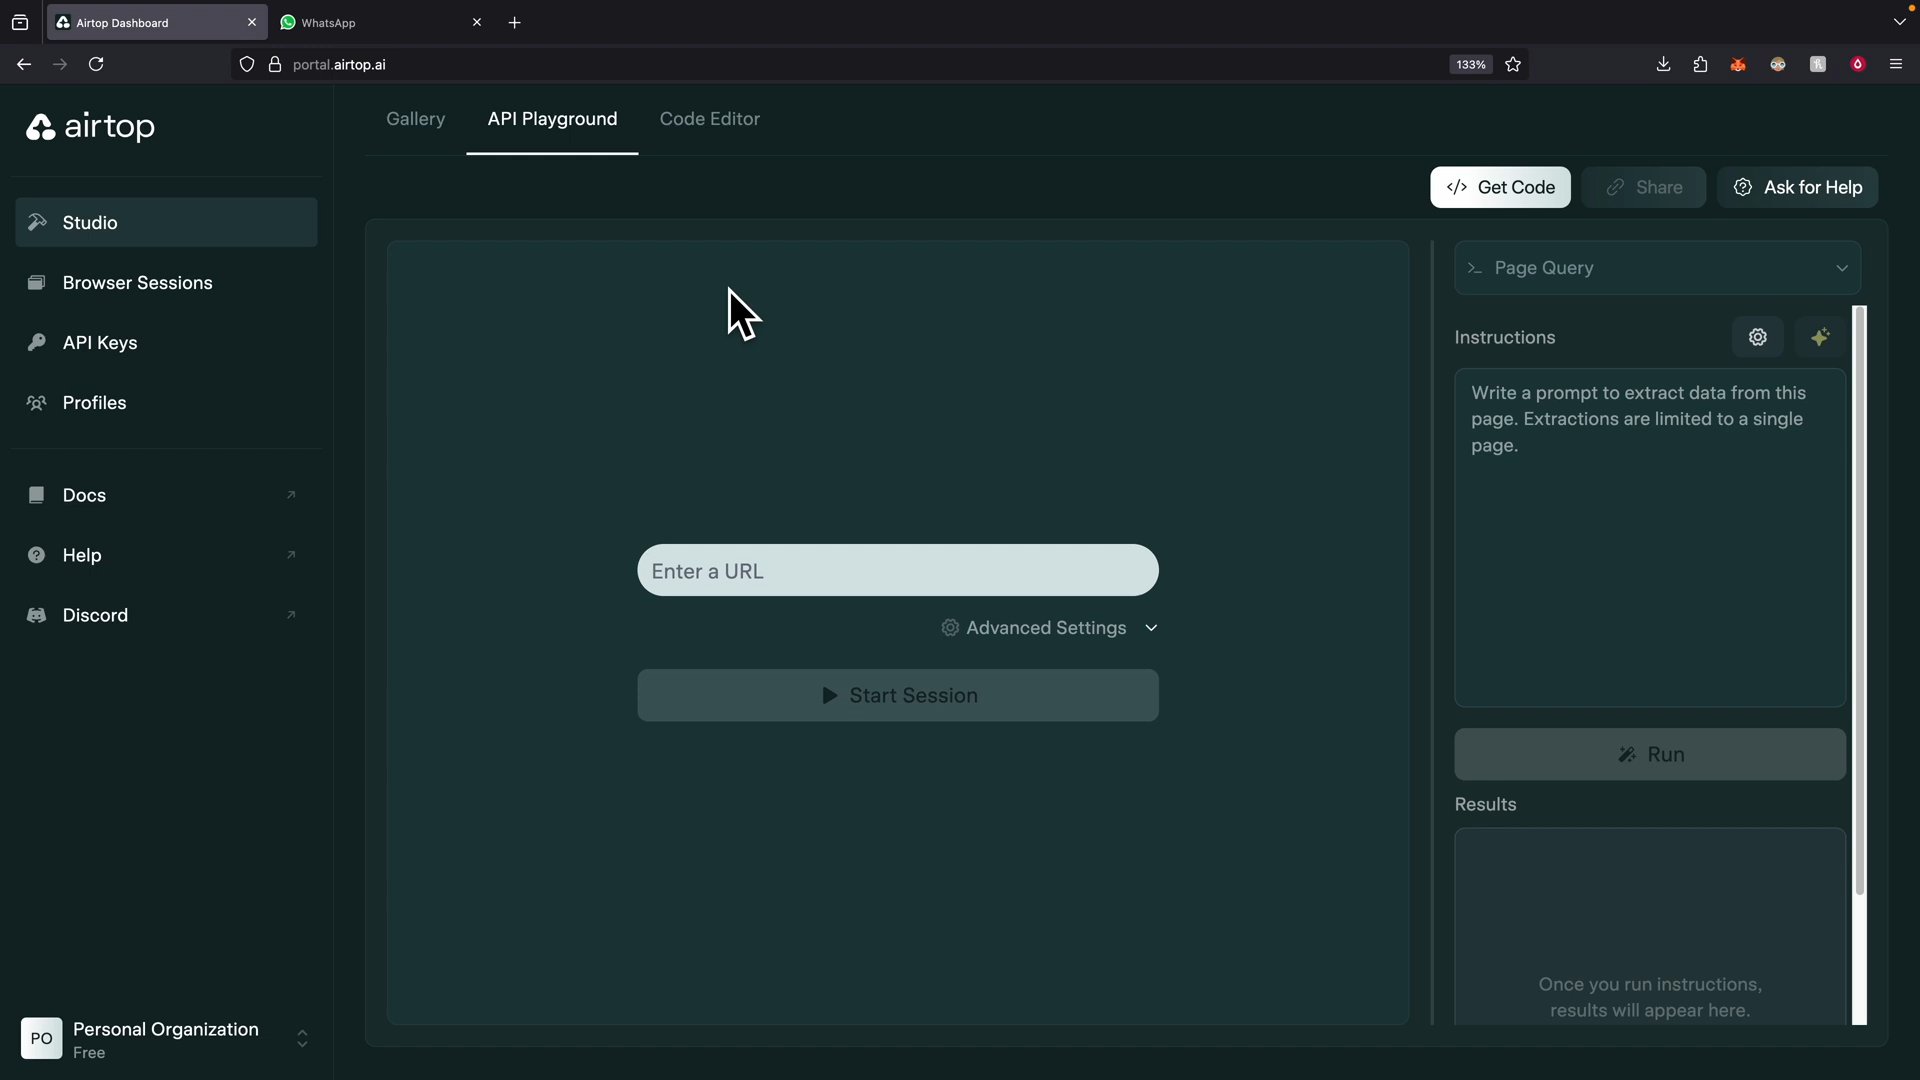 Airtop Dashboard
WhatsApp
portal.airtop.ai
133%
airtop
Studio
Browser Sessions
API Keys
Profiles
Docs
Help
Discord
PO
Personal Organization
Free
Gallery
API Playground
Code Editor
</> Get Code
Share
Ask for Help
Enter a URL
Advanced Settings
Start Session
>_ Page Query
Instructions
Write a prompt to extract data from this
page. Extractions are limited to a single
page.
Run
Results
Once you run instructions,
results will appear here.